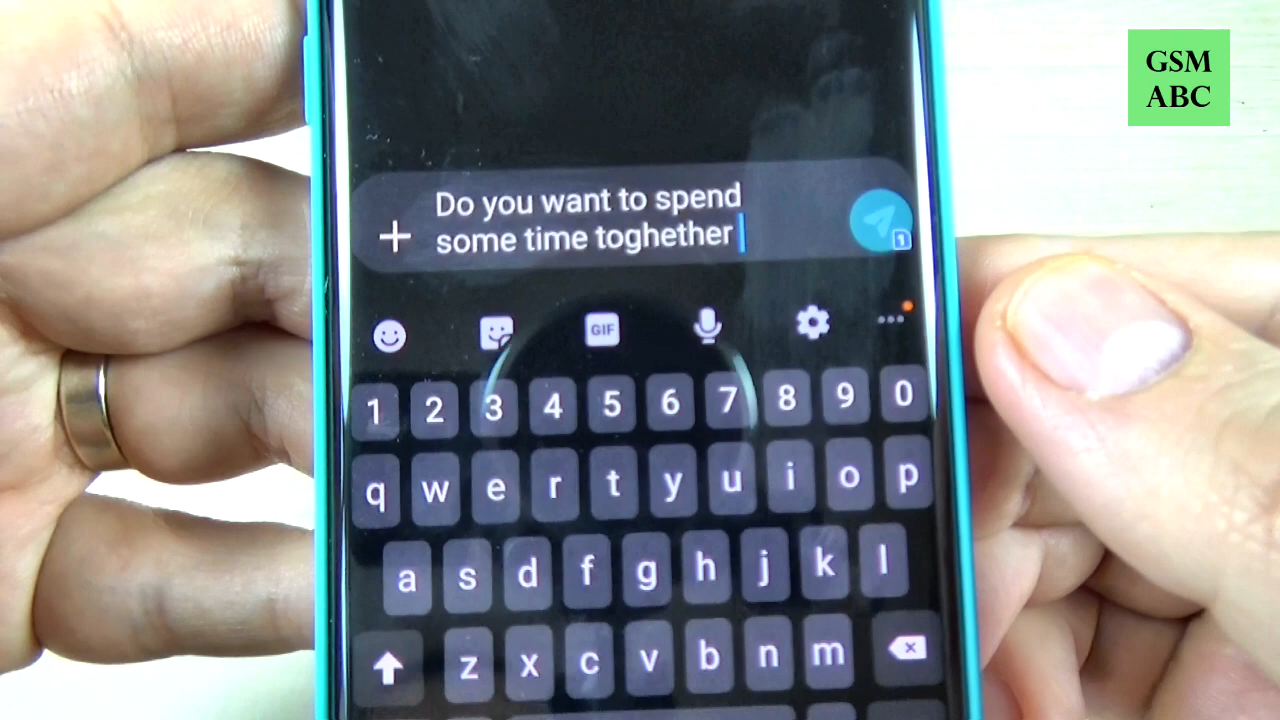 GSM
ABC
Do you want to spend
some time toghether
1
GIF
1 2 3 4 5 6 7 8 9 0
q w e r t y u i o p
a s d f g h j k l
z x c v b n m